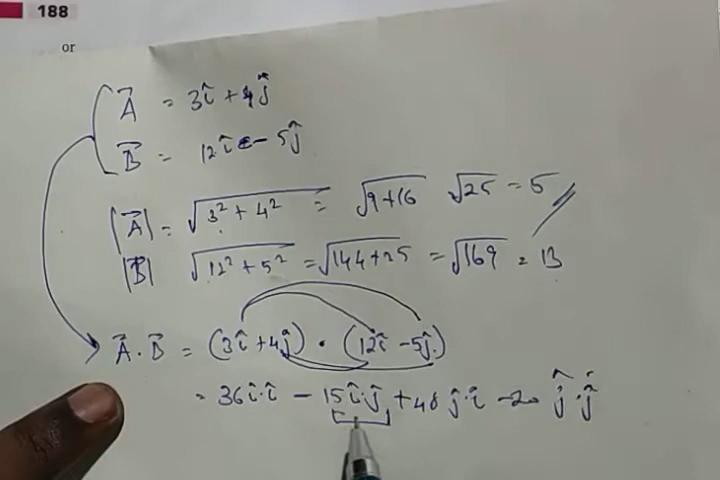 188
or
A⃗ = 3î + 4ĵ
B⃗ = 12î - 5ĵ
|A⃗| = √(3² + 4²) = √(9+16) √25 = 5
|B⃗| √(12² + 5²) = √(144+25) = √169 = 13
A⃗ . B⃗ = (3î + 4ĵ) • (12î - 5ĵ)
= 36 î·î - 15 î·ĵ + 48 ĵ·î - 20 ĵ·ĵ